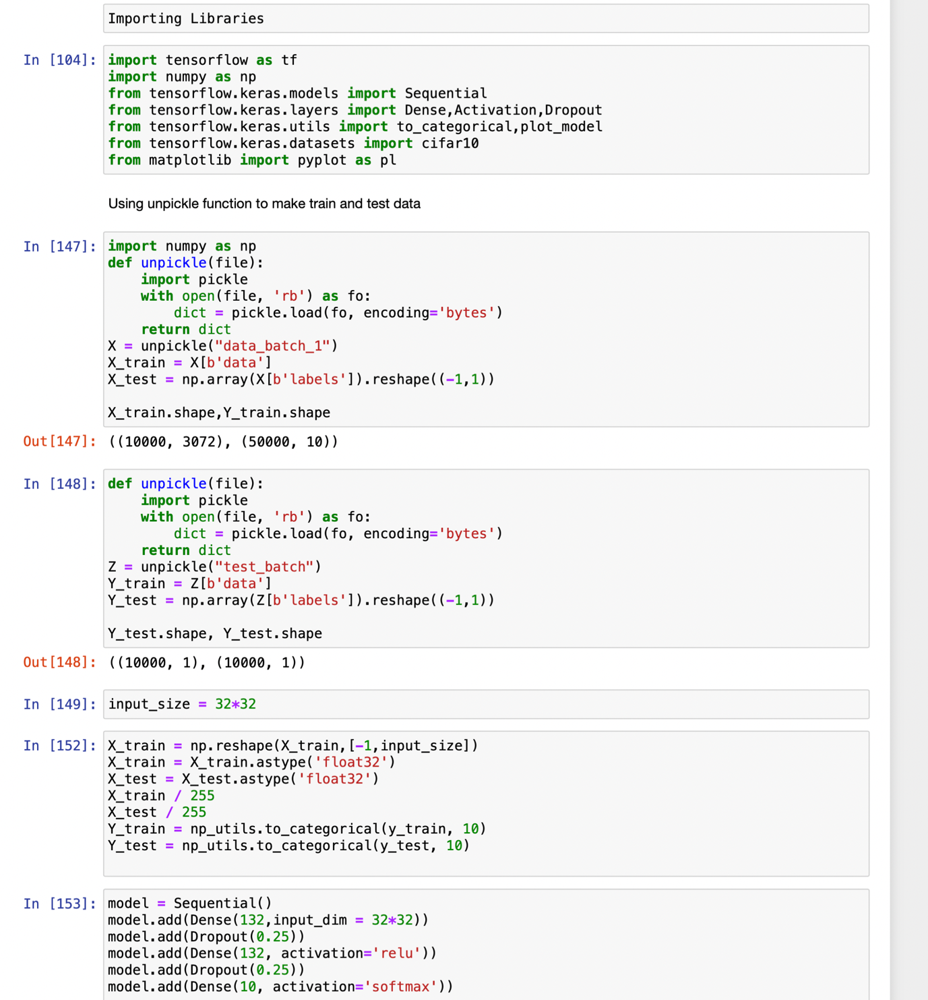 Importing Libraries
In [104]:
import tensorflow as tf
import numpy as np
from tensorflow.keras.models import Sequential
from tensorflow.keras.layers import Dense,Activation,Dropout
from tensorflow.keras.utils import to_categorical,plot_model
from tensorflow.keras.datasets import cifar10
from matplotlib import pyplot as pl
Using unpickle function to make train and test data
In [147]:
import numpy as np
def unpickle(file):
    import pickle
    with open(file, 'rb') as fo:
        dict = pickle.load(fo, encoding='bytes')
    return dict
X = unpickle("data_batch_1")
X_train = X[b'data']
X_test = np.array(X[b'labels']).reshape((-1,1))
X_train.shape,Y_train.shape
Out[147]: ((10000, 3072), (50000, 10))
In [148]:
def unpickle(file):
    import pickle
    with open(file, 'rb') as fo:
        dict = pickle.load(fo, encoding='bytes')
    return dict
Z = unpickle("test_batch")
Y_train = Z[b'data']
Y_test = np.array(Z[b'labels']).reshape((-1,1))
Y_test.shape, Y_test.shape
Out[148]: ((10000, 1), (10000, 1))
In [149]: input_size = 32*32
In [152]:
X_train = np.reshape(X_train,[-1,input_size])
X_train = X_train.astype('float32')
X_test = X_test.astype('float32')
X_train / 255
X_test / 255
Y_train = np_utils.to_categorical(y_train, 10)
Y_test = np_utils.to_categorical(y_test, 10)
In [153]:
model = Sequential()
model.add(Dense(132,input_dim = 32*32))
model.add(Dropout(0.25))
model.add(Dense(132, activation='relu'))
model.add(Dropout(0.25))
model.add(Dense(10, activation='softmax'))